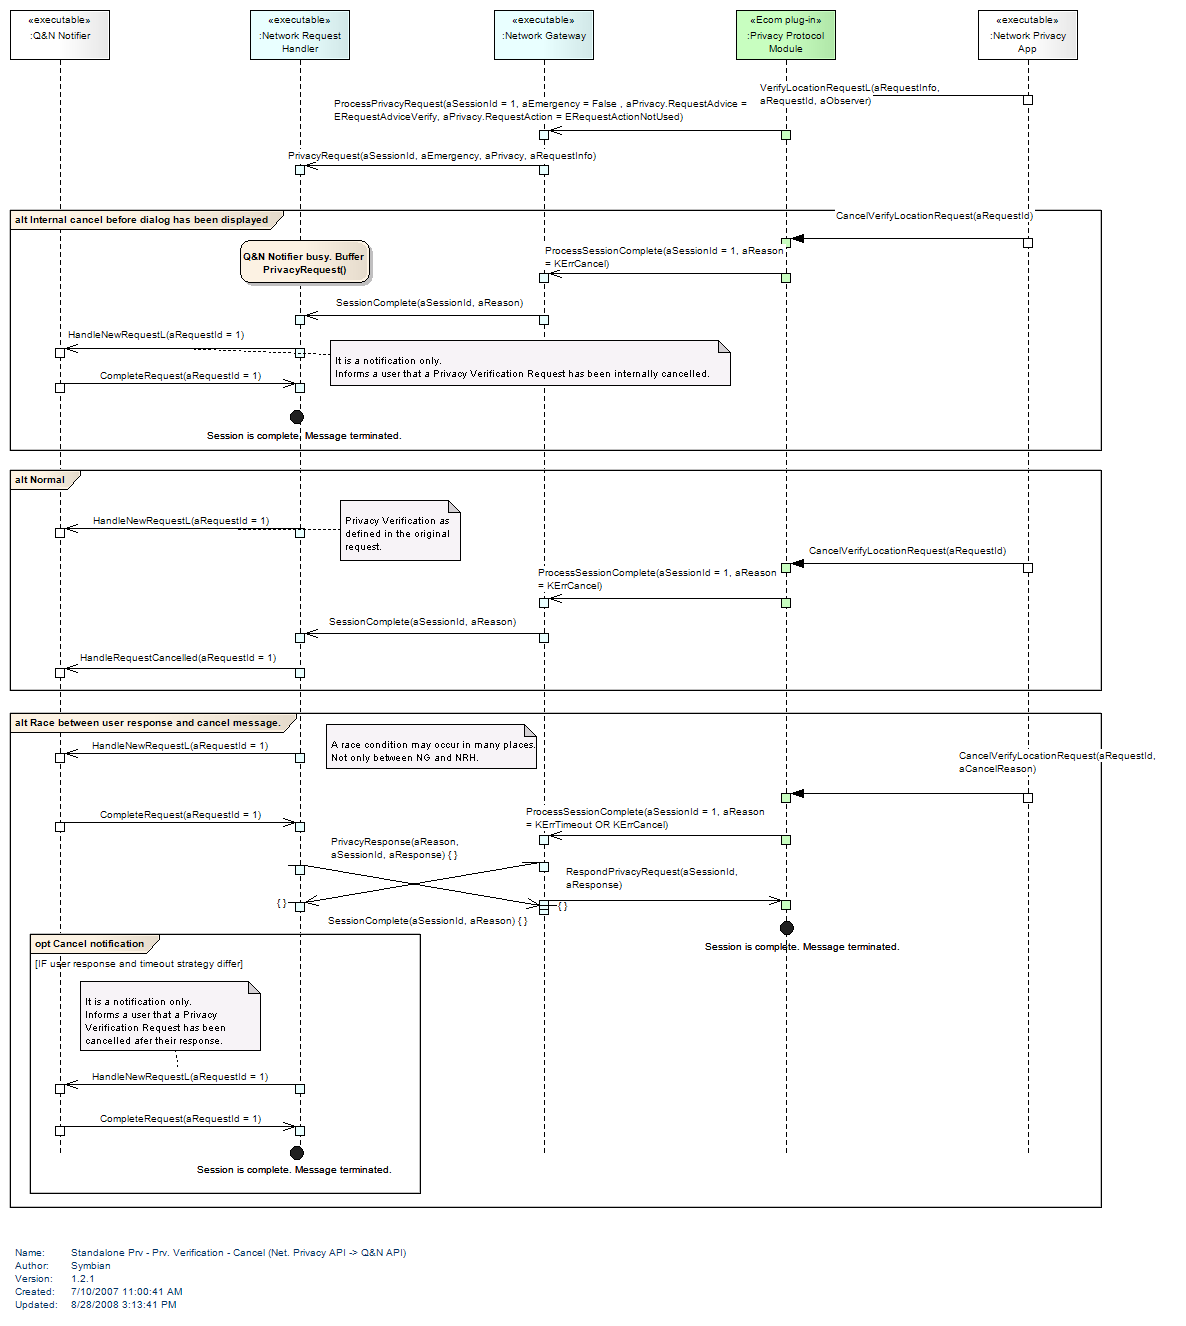 «executable»
:Q&N Notifier
«executable»
:Network Request
Handler
«executable»
:Network Gateway
«Ecom plug-in»
:Privacy Protocol
Module
«executable»
:Network Privacy
App
VerifyLocationRequestL(aRequestInfo,
aRequestId, aObserver)
ProcessPrivacyRequest(aSessionId = 1, aEmergency = False , aPrivacy.RequestAdvice =
ERequestAdviceVerify, aPrivacy.RequestAction = ERequestActionNotUsed)
PrivacyRequest(aSessionId, aEmergency, aPrivacy, aRequestInfo)
alt Internal cancel before dialog has been displayed
CancelVerifyLocationRequest(aRequestId)
Q&N Notifier busy. Buffer
PrivacyRequest()
ProcessSessionComplete(aSessionId = 1, aReason
= KErrCancel)
SessionComplete(aSessionId, aReason)
HandleNewRequestL(aRequestId = 1)
It is a notification only.
Informs a user that a Privacy Verification Request has been internally cancelled.
CompleteRequest(aRequestId = 1)
Session is complete. Message terminated.
alt Normal
HandleNewRequestL(aRequestId = 1)
Privacy Verification as
defined in the original
request.
CancelVerifyLocationRequest(aRequestId)
ProcessSessionComplete(aSessionId = 1, aReason
= KErrCancel)
SessionComplete(aSessionId, aReason)
HandleRequestCancelled(aRequestId = 1)
alt Race between user response and cancel message.
HandleNewRequestL(aRequestId = 1)
A race condition may occur in many places.
Not only between NG and NRH.
CancelVerifyLocationRequest(aRequestId,
aCancelReason)
CompleteRequest(aRequestId = 1)
ProcessSessionComplete(aSessionId = 1, aReason
= KErrTimeout OR KErrCancel)
PrivacyResponse(aReason,
aSessionId, aResponse) { }
RespondPrivacyRequest(aSessionId,
aResponse)
{ }
{ }
SessionComplete(aSessionId, aReason) { }
Session is complete. Message terminated.
opt Cancel notification
[IF user response and timeout strategy differ]
It is a notification only.
Informs a user that a Privacy
Verification Request has been
cancelled afer their response.
HandleNewRequestL(aRequestId = 1)
CompleteRequest(aRequestId = 1)
Session is complete. Message terminated.
Name: Standalone Prv - Prv. Verification - Cancel (Net. Privacy API -> Q&N API)
Author: Symbian
Version: 1.2.1
Created: 7/10/2007 11:00:41 AM
Updated: 8/28/2008 3:13:41 PM